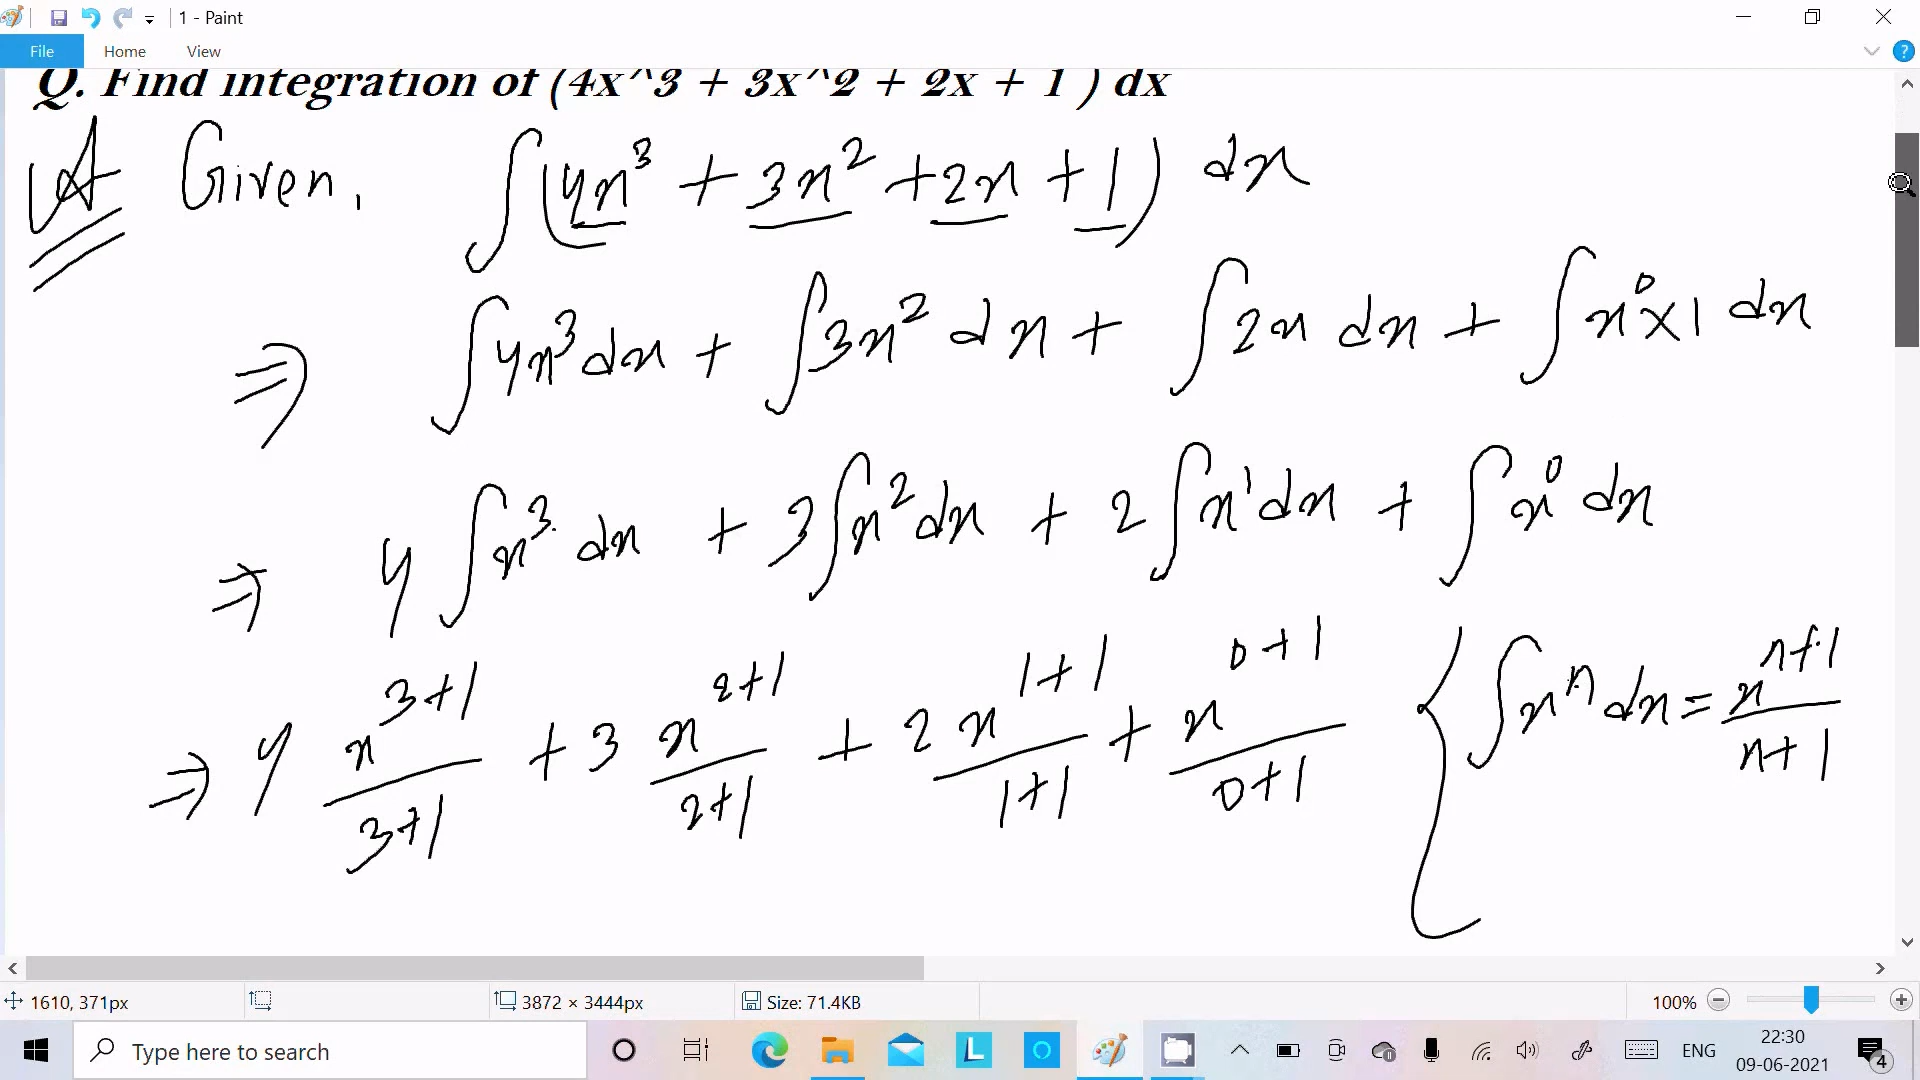 1 - Paint
File Home View
Q. Find integration of (4x^3 + 3x^2 + 2x + 1 ) dx
A Given, ∫(4x³ + 3x² + 2x + 1) dx
⇒ ∫4x³dx + ∫3x² dx + ∫2x dx + ∫x⁰×1 dx
⇒ 4∫x³ dx + 3∫x²dx + 2∫x¹dx + ∫x⁰ dx
⇒ 4 x^(3+1)/(3+1) + 3 x^(2+1)/(2+1) + 2 x^(1+1)/(1+1) + x^(0+1)/(0+1) { ∫xⁿ dx = x^(n+1)/(n+1)
1610, 371px 3872 × 3444px Size: 71.4KB 100%
Type here to search ENG 22:30
09-06-2021 4